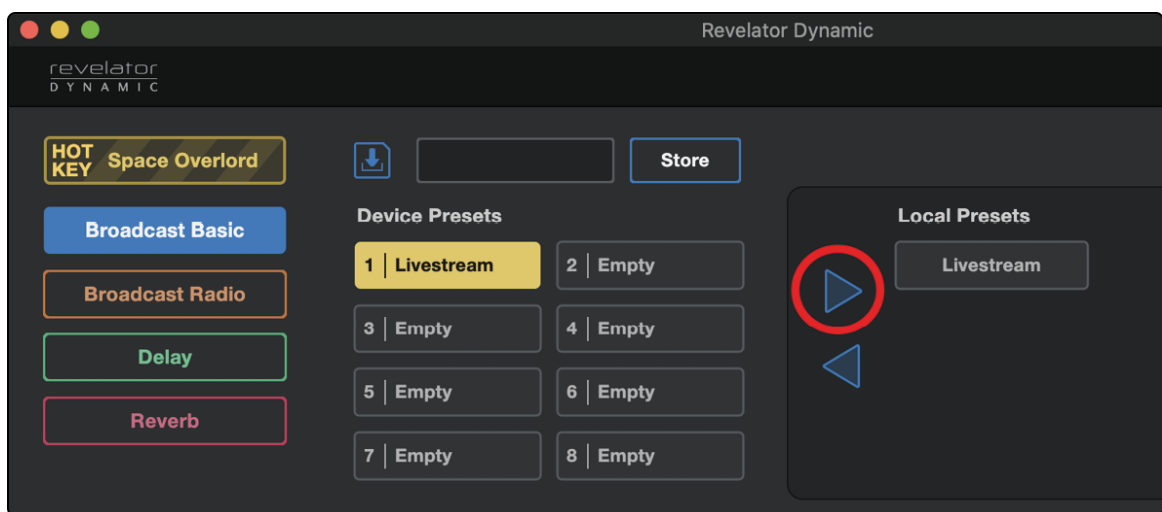 Revelator Dynamic
revelator
DYNAMIC
HOT
KEY
Space Overlord
Store
Broadcast Basic
Device Presets
Local Presets
1 | Livestream
2 | Empty
Livestream
Broadcast Radio
3 | Empty
4 | Empty
Delay
5 | Empty
6 | Empty
Reverb
7 | Empty
8 | Empty